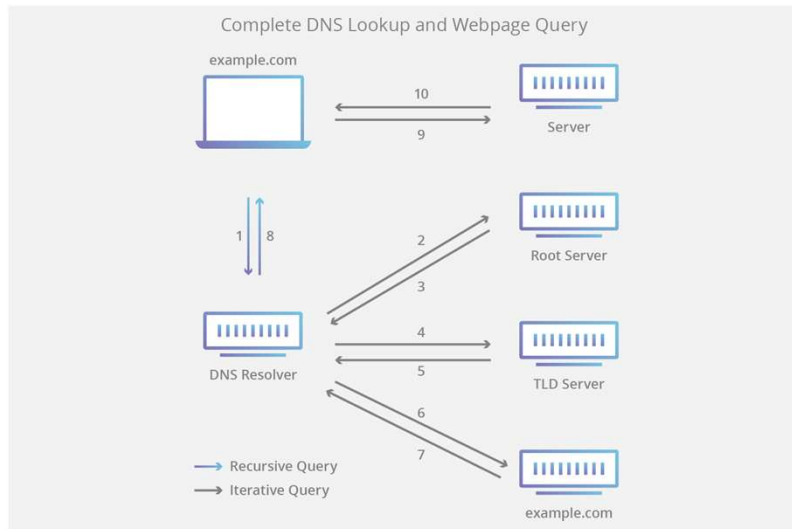 Complete DNS Lookup and Webpage Query
example.com
10
9
Server
1
8
2
3
Root Server
DNS Resolver
4
5
TLD Server
6
7
Recursive Query
Iterative Query
example.com